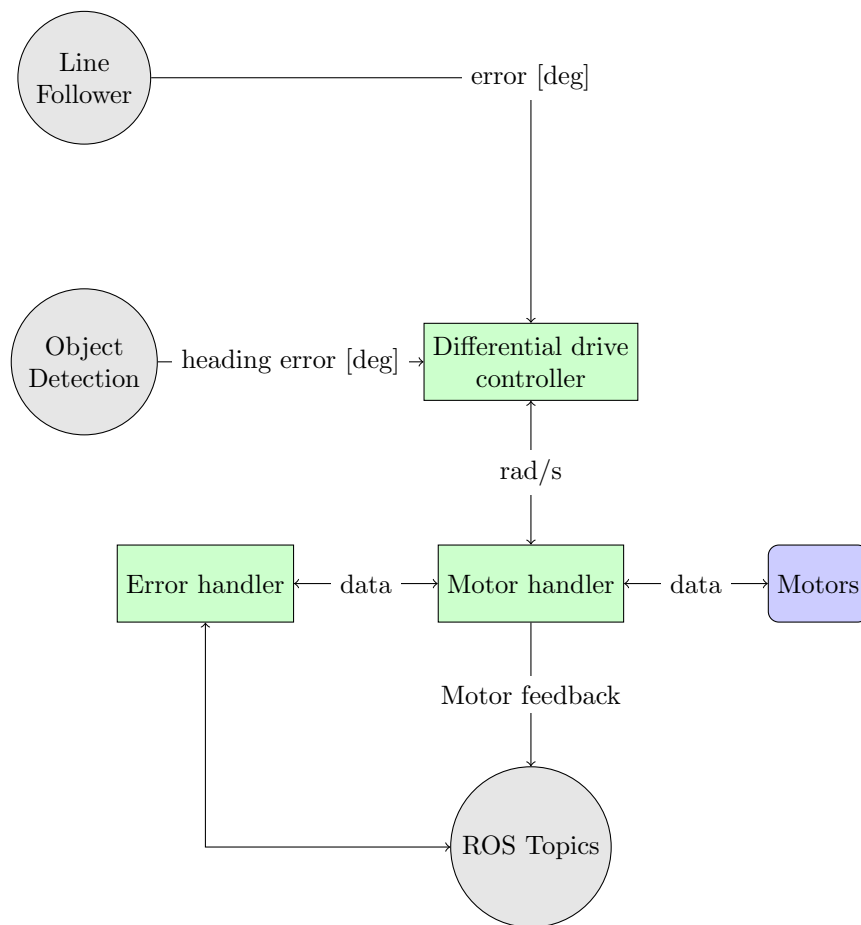 Line
Follower
error [deg]
Object
Detection
heading error [deg]
Differential drive
controller
rad/s
Error handler
data
Motor handler
data
Motors
Motor feedback
ROS Topics